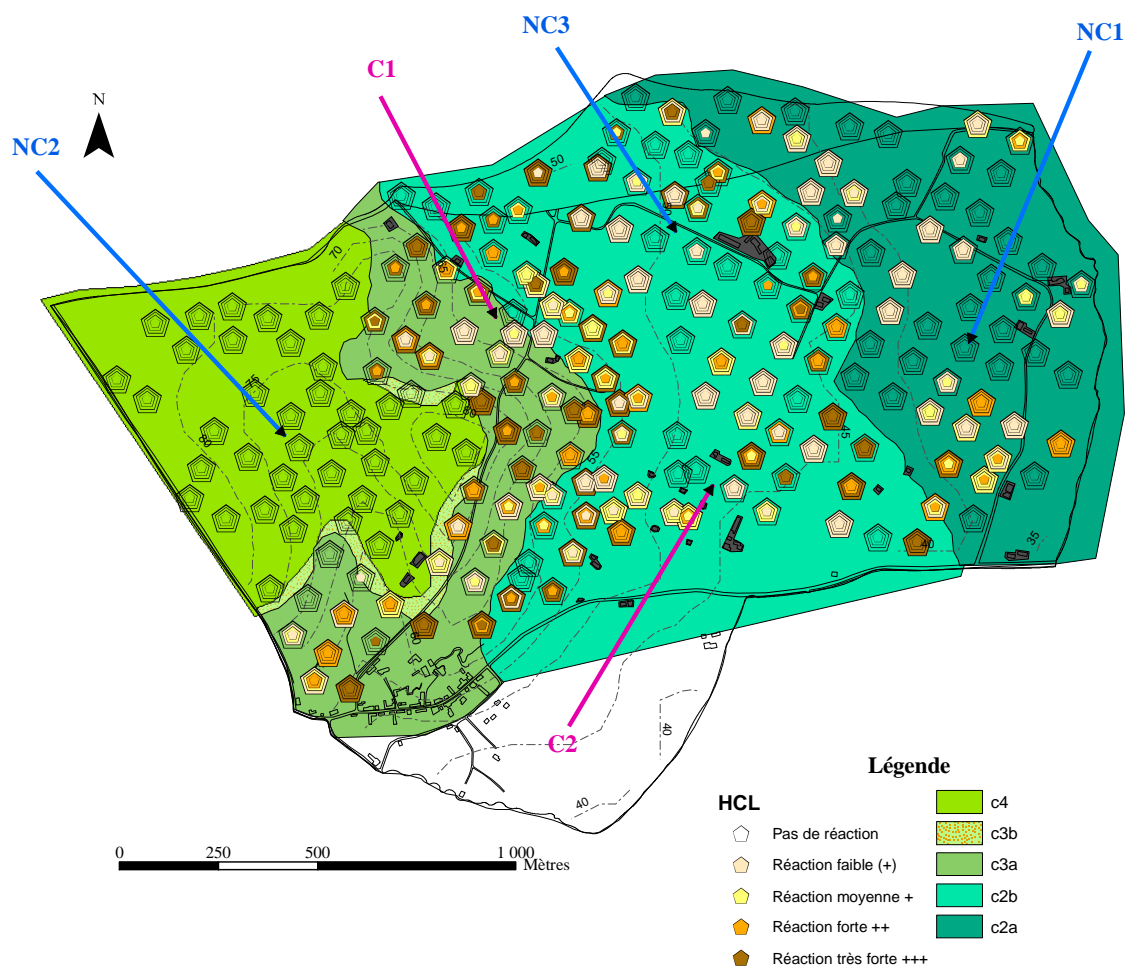 NC3
NC1
C1
N
NC2
50
70
65
75
80
80
55
45
60
40
35
C2
40
40
Légende
HCL
Pas de réaction
Réaction faible (+)
Réaction moyenne +
Réaction forte ++
Réaction très forte +++
c4
c3b
c3a
c2b
c2a
0 250 500 1 000
Mètres